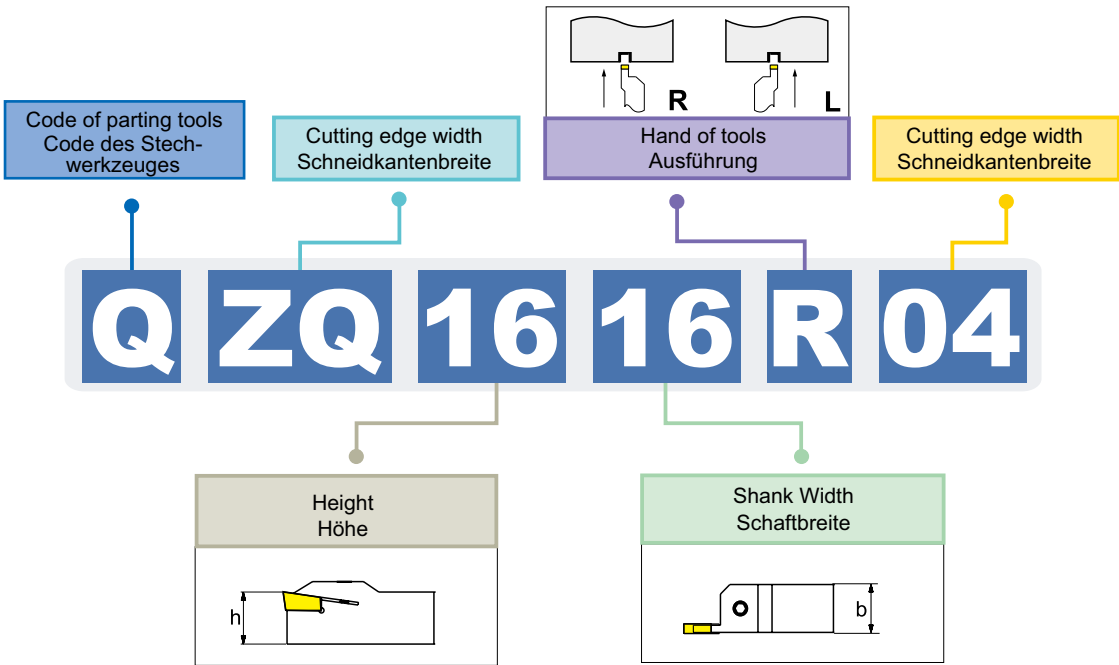 R L
Code of parting tools
Code des Stech-
werkzeuges
Cutting edge width
Schneidkantenbreite
Hand of tools
Ausführung
Cutting edge width
Schneidkantenbreite
Q ZQ 16 16 R 04
Height
Höhe
h
Shank Width
Schaftbreite
b